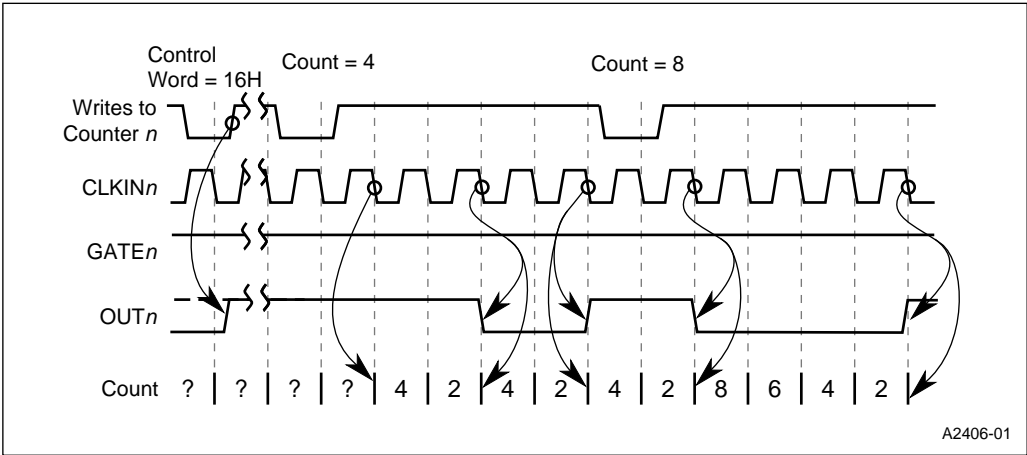 Control
Word = 16H
Count = 4
Count = 8
Writes to
Counter n
CLKINn
GATEn
OUTn
Count ? ? ? ? 4 2 4 2 4 2 8 6 4 2
A2406-01